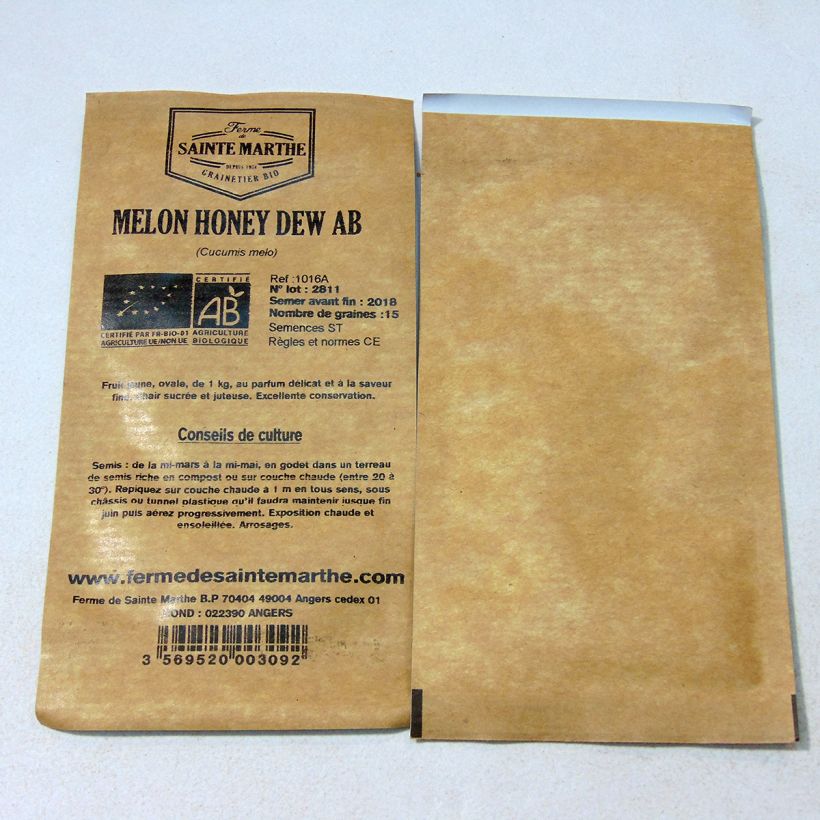 Ferme
de
SAINTE MARTHE
DEPUIS 1974
GRAINETIER BIO
MELON HONEY DEW AB
(Cucumis melo)
CERTIFIÉ
AB
CERTIFIÉ PAR FR-BIO-01
AGRICULTURE UE/NON UE
AGRICULTURE
BIOLOGIQUE
Ref :1016A
N° lot : 2811
Semer avant fin : 2018
Nombre de graines :15
Semences ST
Règles et normes CE
Fruit jaune, ovale, de 1 kg, au parfum délicat et à la saveur
fine, chair sucrée et juteuse. Excellente conservation.
Conseils de culture
Semis : de la mi-mars à la mi-mai, en godet dans un terreau
de semis riche en compost ou sur couche chaude (entre 20 à
30°). Repiquez sur couche chaude à 1 m en tous sens, sous
châssis ou tunnel plastique qu'il faudra maintenir jusque fin
juin puis aérez progressivement. Exposition chaude et
ensoleillée. Arrosages.
www.fermedesaintemarthe.com
Ferme de Sainte Marthe B.P 70404 49004 Angers cedex 01
COND : 022390 ANGERS
3 569520 003092